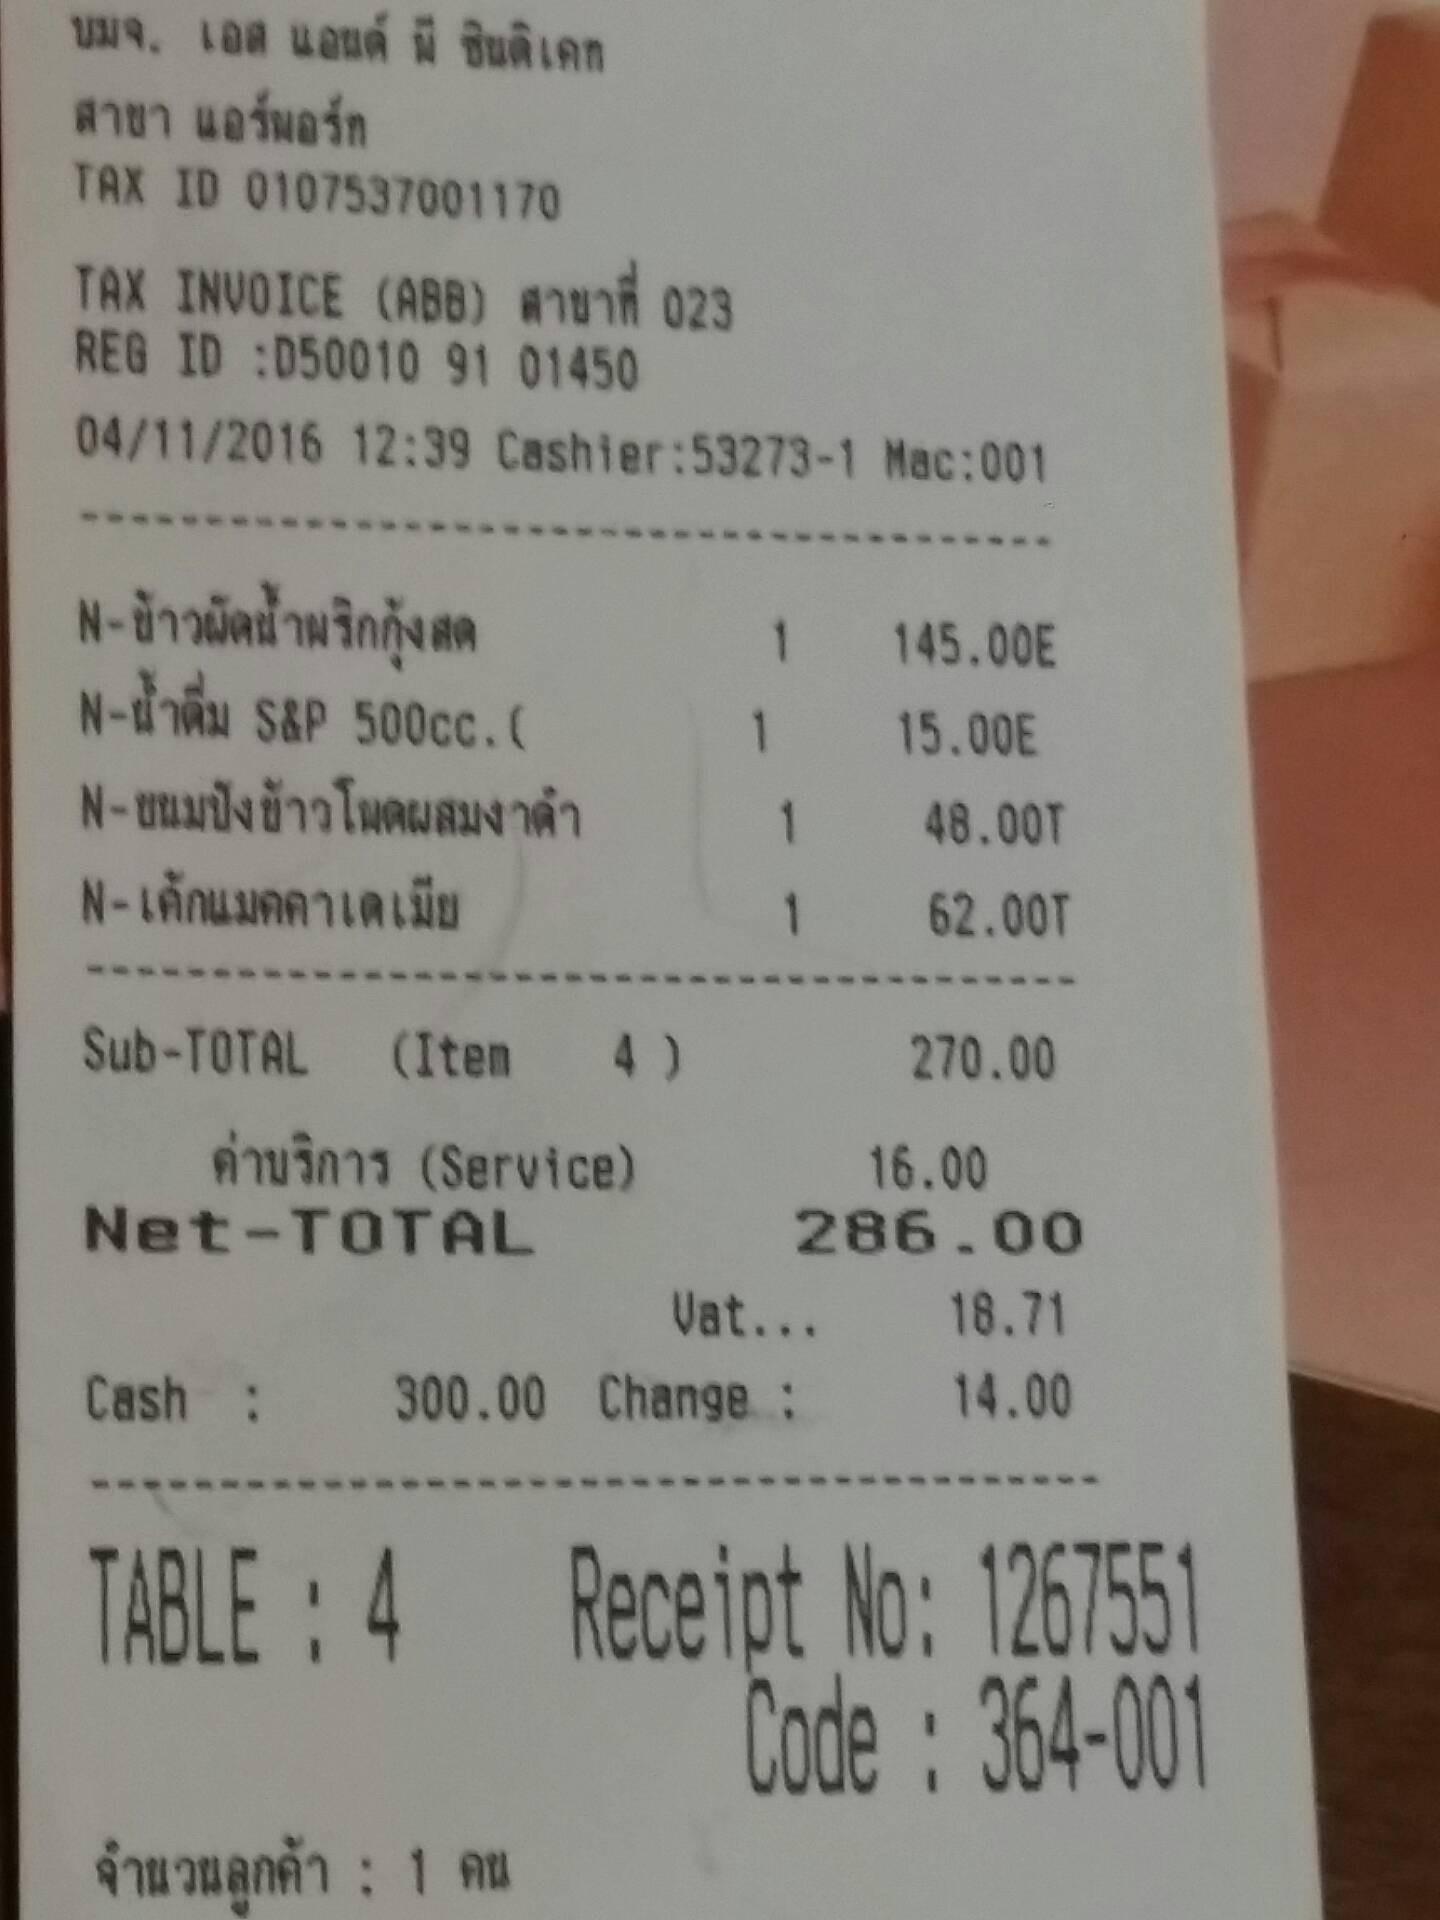 บมจ. เอส แอนด์ พี ซินดิเคท
สาขา แอร์พอร์ท
TAX ID 0107537001170
TAX INVOICE (ABB) สาขาที่ 023
REG ID :D50010 91 01450
04/11/2016 12:39 Cashier:53273-1 Mac:001
N-ข้าวผัดน้ำพริกกุ้งสด 1 145.00E
N-น้ำดื่ม S&P 500cc.( 1 15.00E
N-ขนมปังข้าวโพดผสมงาดำ 1 48.00T
N-เค้กแมคคาเดเมีย 1 62.00T
Sub-TOTAL (Item 4 ) 270.00
ค่าบริการ (Service) 16.00
Net-TOTAL 286.00
Vat... 18.71
Cash : 300.00 Change : 14.00
TABLE : 4 Receipt No: 1267551
Code : 364-001
จำนวนลูกค้า : 1 คน